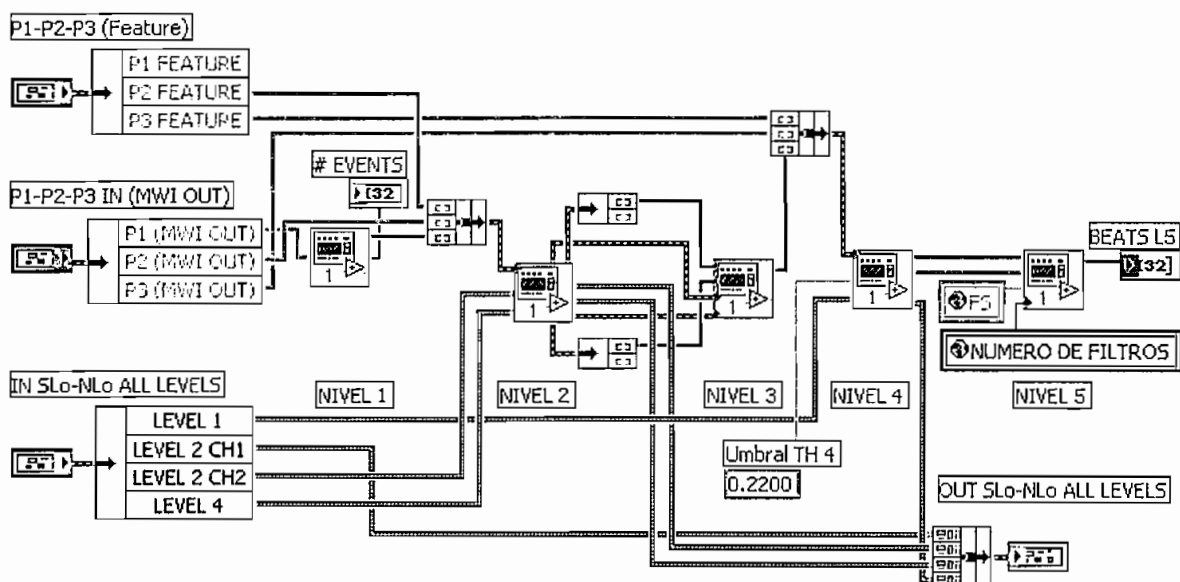 P1-P2-P3 (Feature)
P1 FEATURE
P2 FEATURE
P3 FEATURE
# EVENTS
I32
P1-P2-P3 IN (MWI OUT)
P1 (MWI OUT)
P2 (MWI OUT)
P3 (MWI OUT)
1
1
1
1
1
BEATS L5
I32]
FS
NUMERO DE FILTROS
IN SLo-NLo ALL LEVELS
NIVEL 1
NIVEL 2
NIVEL 3
NIVEL 4
NIVEL 5
LEVEL 1
LEVEL 2 CH1
LEVEL 2 CH2
LEVEL 4
Umbral TH 4
0.2200
OUT SLo-NLo ALL LEVELS